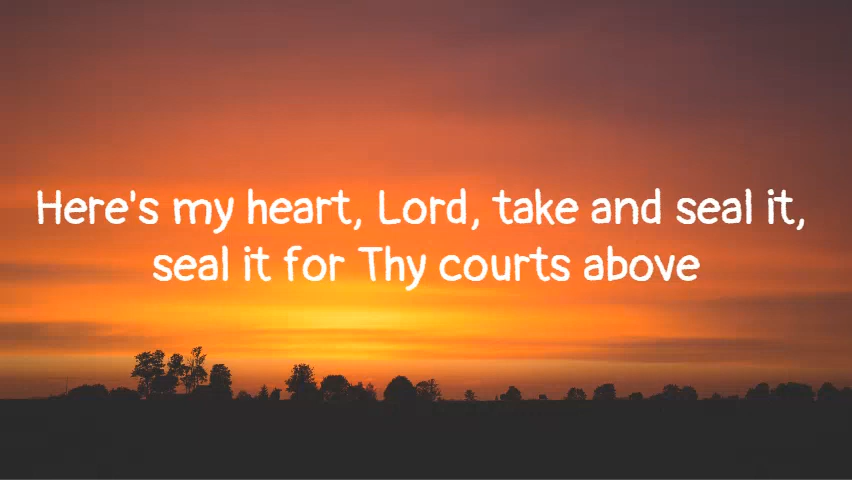 Here's my heart, Lord, take and seal it,
seal it for Thy courts above